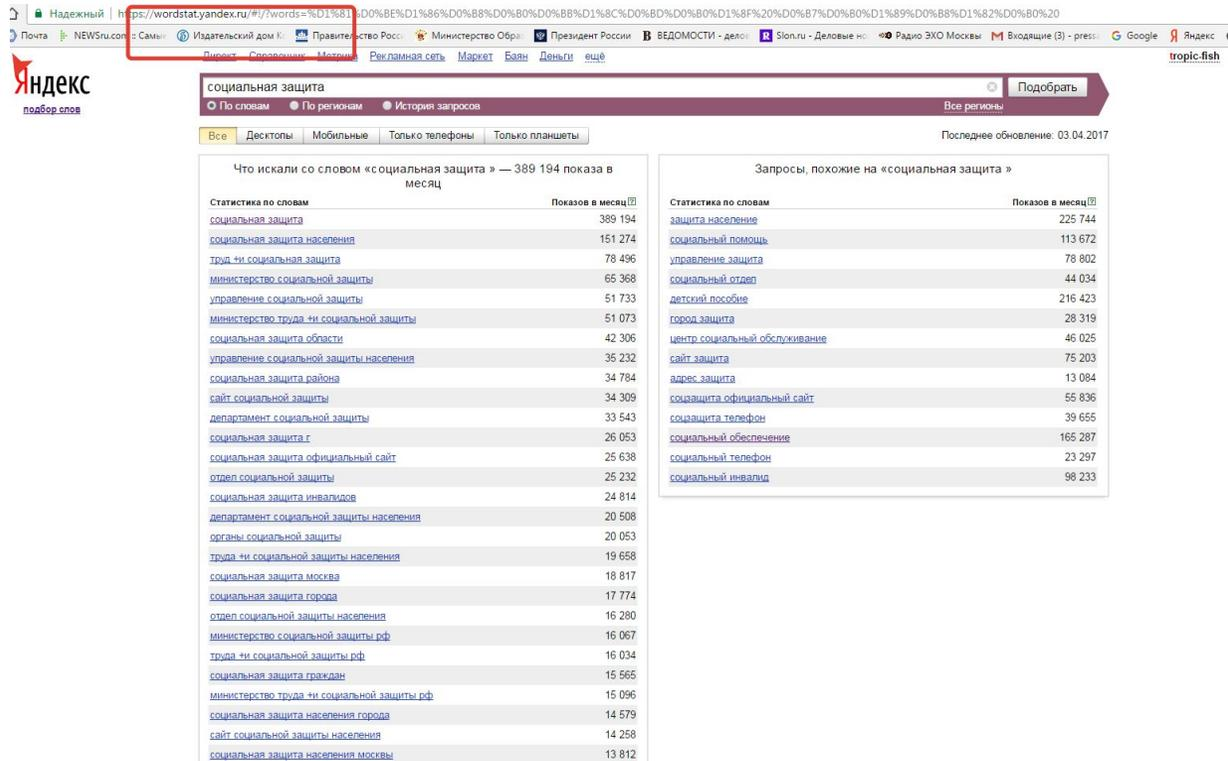 Надежный https://wordstat.yandex.ru/#!/?words=%D1%81%D0%BE%D1%86%D0%B8%D0%B0%D0%BB%D1%8C%D0%BD%D0%B0%D1%8F%20%D0%B7%D0%B0%D1%89%D0%B8%D1%82%D0%B0%20
Почта NEWSru.com :: Самые Издательский дом Ко Правительство Росс Министерство Обра Президент России ВЕДОМОСТИ - дело Slon.ru - Деловые но Радио ЭХО Москвы Входящие (3) - press Google Яндекс
Директ Справочник Метрика Рекламная сеть Маркет Баян Деньги ещё tropic-fish
Яндекс
подбор слов
социальная защита Подобрать
По словам По регионам История запросов Все регионы
Все Десктопы Мобильные Только телефоны Только планшеты Последнее обновление: 03.04.2017
Что искали со словом «социальная защита » — 389 194 показа в
месяц
Статистика по словам Показов в месяц
социальная защита 389 194
социальная защита населения 151 274
труд +и социальная защита 78 496
министерство социальной защиты 65 368
управление социальной защиты 51 733
министерство труда +и социальной защиты 51 073
социальная защита области 42 306
управление социальной защиты населения 35 232
социальная защита района 34 784
сайт социальной защиты 34 309
департамент социальной защиты 33 543
социальная защита г 26 053
социальная защита официальный сайт 25 638
отдел социальной защиты 25 232
социальная защита инвалидов 24 814
департамент социальной защиты населения 20 508
органы социальной защиты 20 053
труда +и социальной защиты населения 19 658
социальная защита москва 18 817
социальная защита города 17 774
отдел социальной защиты населения 16 280
министерство социальной защиты рф 16 067
труда +и социальной защиты рф 16 034
социальная защита граждан 15 565
министерство труда +и социальной защиты рф 15 096
социальная защита населения города 14 579
сайт социальной защиты населения 14 258
социальная защита населения москвы 13 812
Запросы, похожие на «социальная защита »
Статистика по словам Показов в месяц
защита население 225 744
социальный помощь 113 672
управление защита 78 802
социальный отдел 44 034
детский пособие 216 423
город защита 28 319
центр социальный обслуживание 46 025
сайт защита 75 203
адрес защита 13 084
соцзащита официальный сайт 55 836
соцзащита телефон 39 655
социальный обеспечение 165 287
социальный телефон 23 297
социальный инвалид 98 233